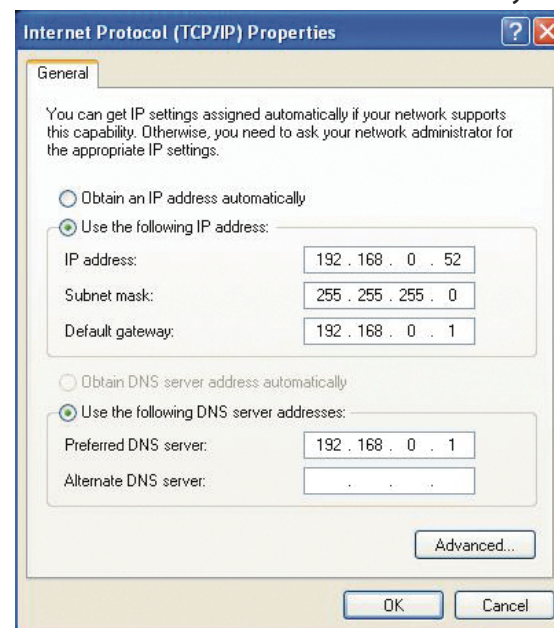 Internet Protocol (TCP/IP) Properties
General
You can get IP settings assigned automatically if your network supports
this capability. Otherwise, you need to ask your network administrator for
the appropriate IP settings.
Obtain an IP address automatically
Use the following IP address:
IP address: 192 . 168 . 0 . 52
Subnet mask: 255 . 255 . 255 . 0
Default gateway: 192 . 168 . 0 . 1
Obtain DNS server address automatically
Use the following DNS server addresses:
Preferred DNS server: 192 . 168 . 0 . 1
Alternate DNS server: . . .
Advanced...
OK Cancel